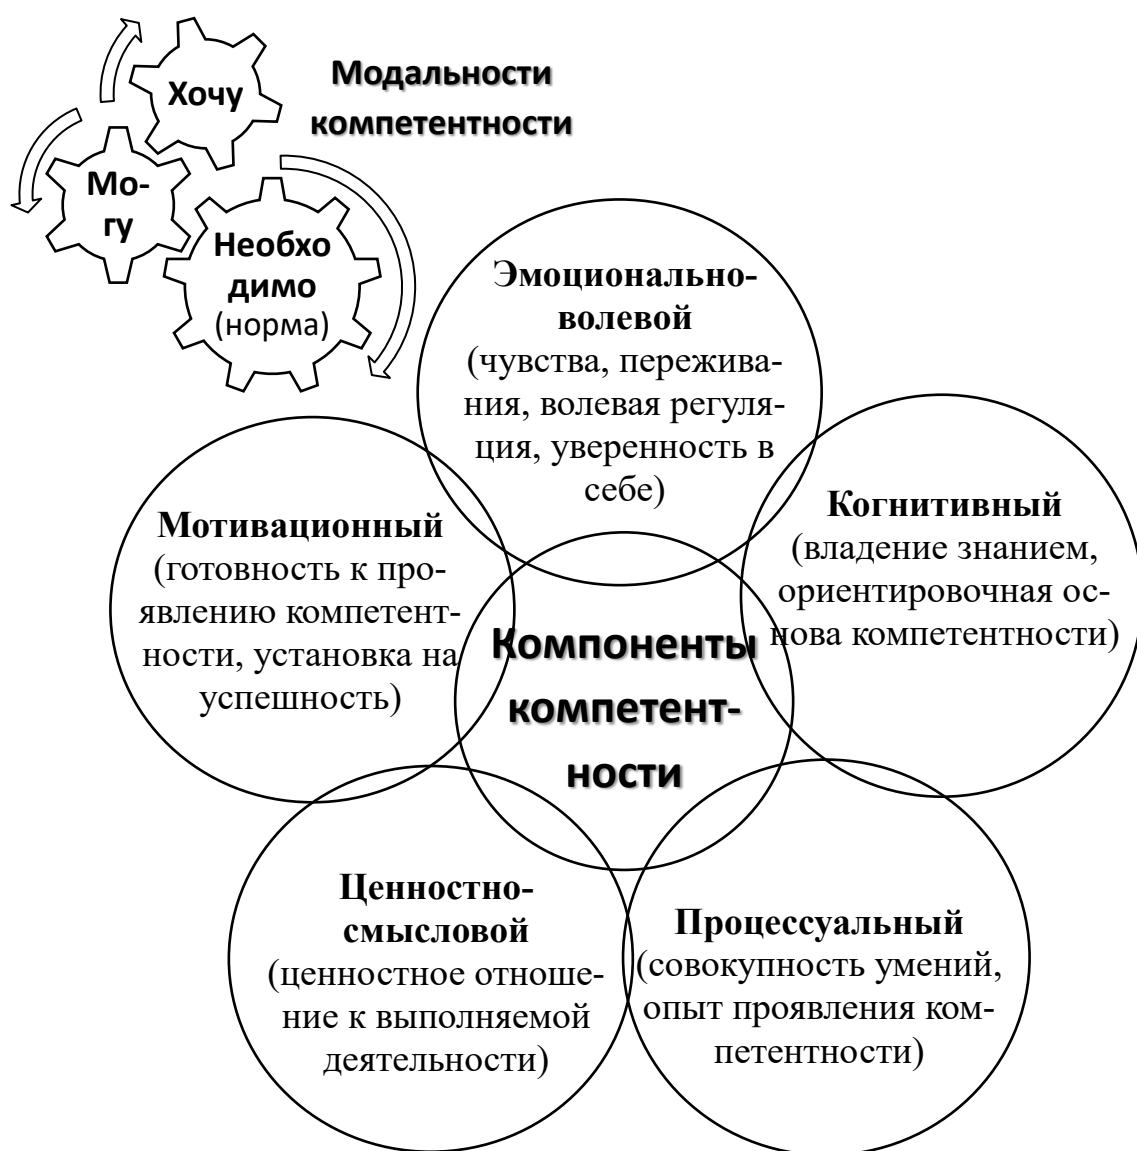 Хочу
Модальности
компетентности
Мо-
гу
Необхо
димо
(норма)
Эмоционально-
волевой
(чувства, пережива-
ния, волевая регуля-
ция, уверенность в
себе)
Мотивационный
(готовность к про-
явлению компетент-
ности, установка на
успешность)
Когнитивный
(владение знанием,
ориентировочная ос-
нова компетентности)
Компоненты
компетент-
ности
Ценностно-
смысловой
(ценностное отноше-
ние к выполняемой
деятельности)
Процессуальный
(совокупность умений,
опыт проявления ком-
петентности)